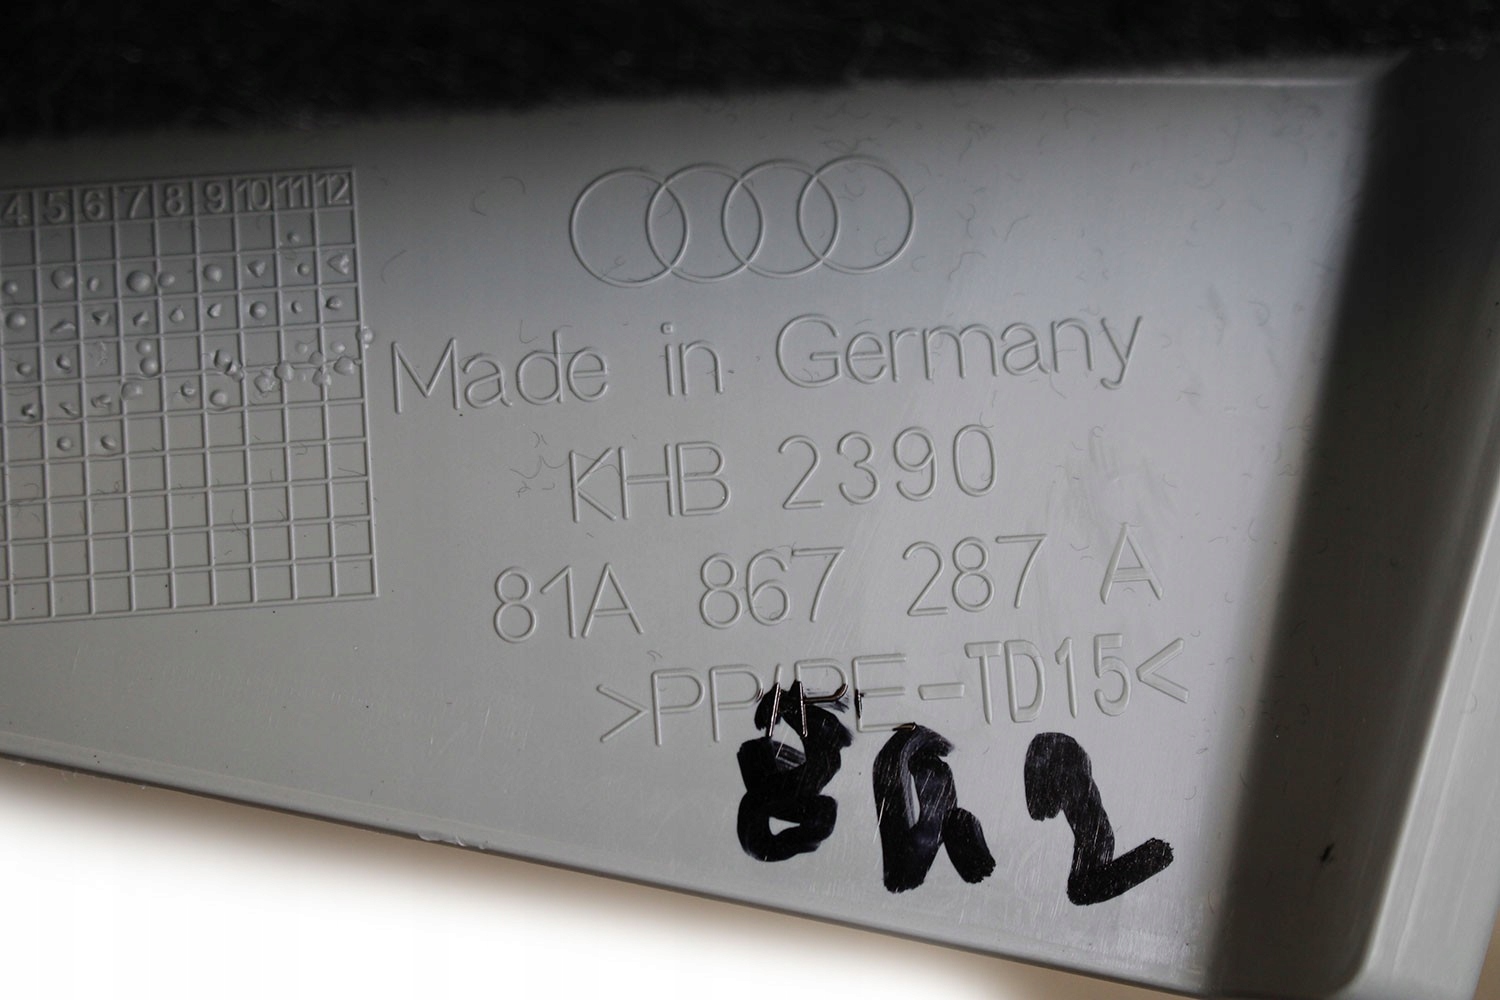 4 5 6 7 8 9 10 11 12
Made in Germany
KHB 2390
81A 867 287 A
>PP/PE-TD15<
8R2